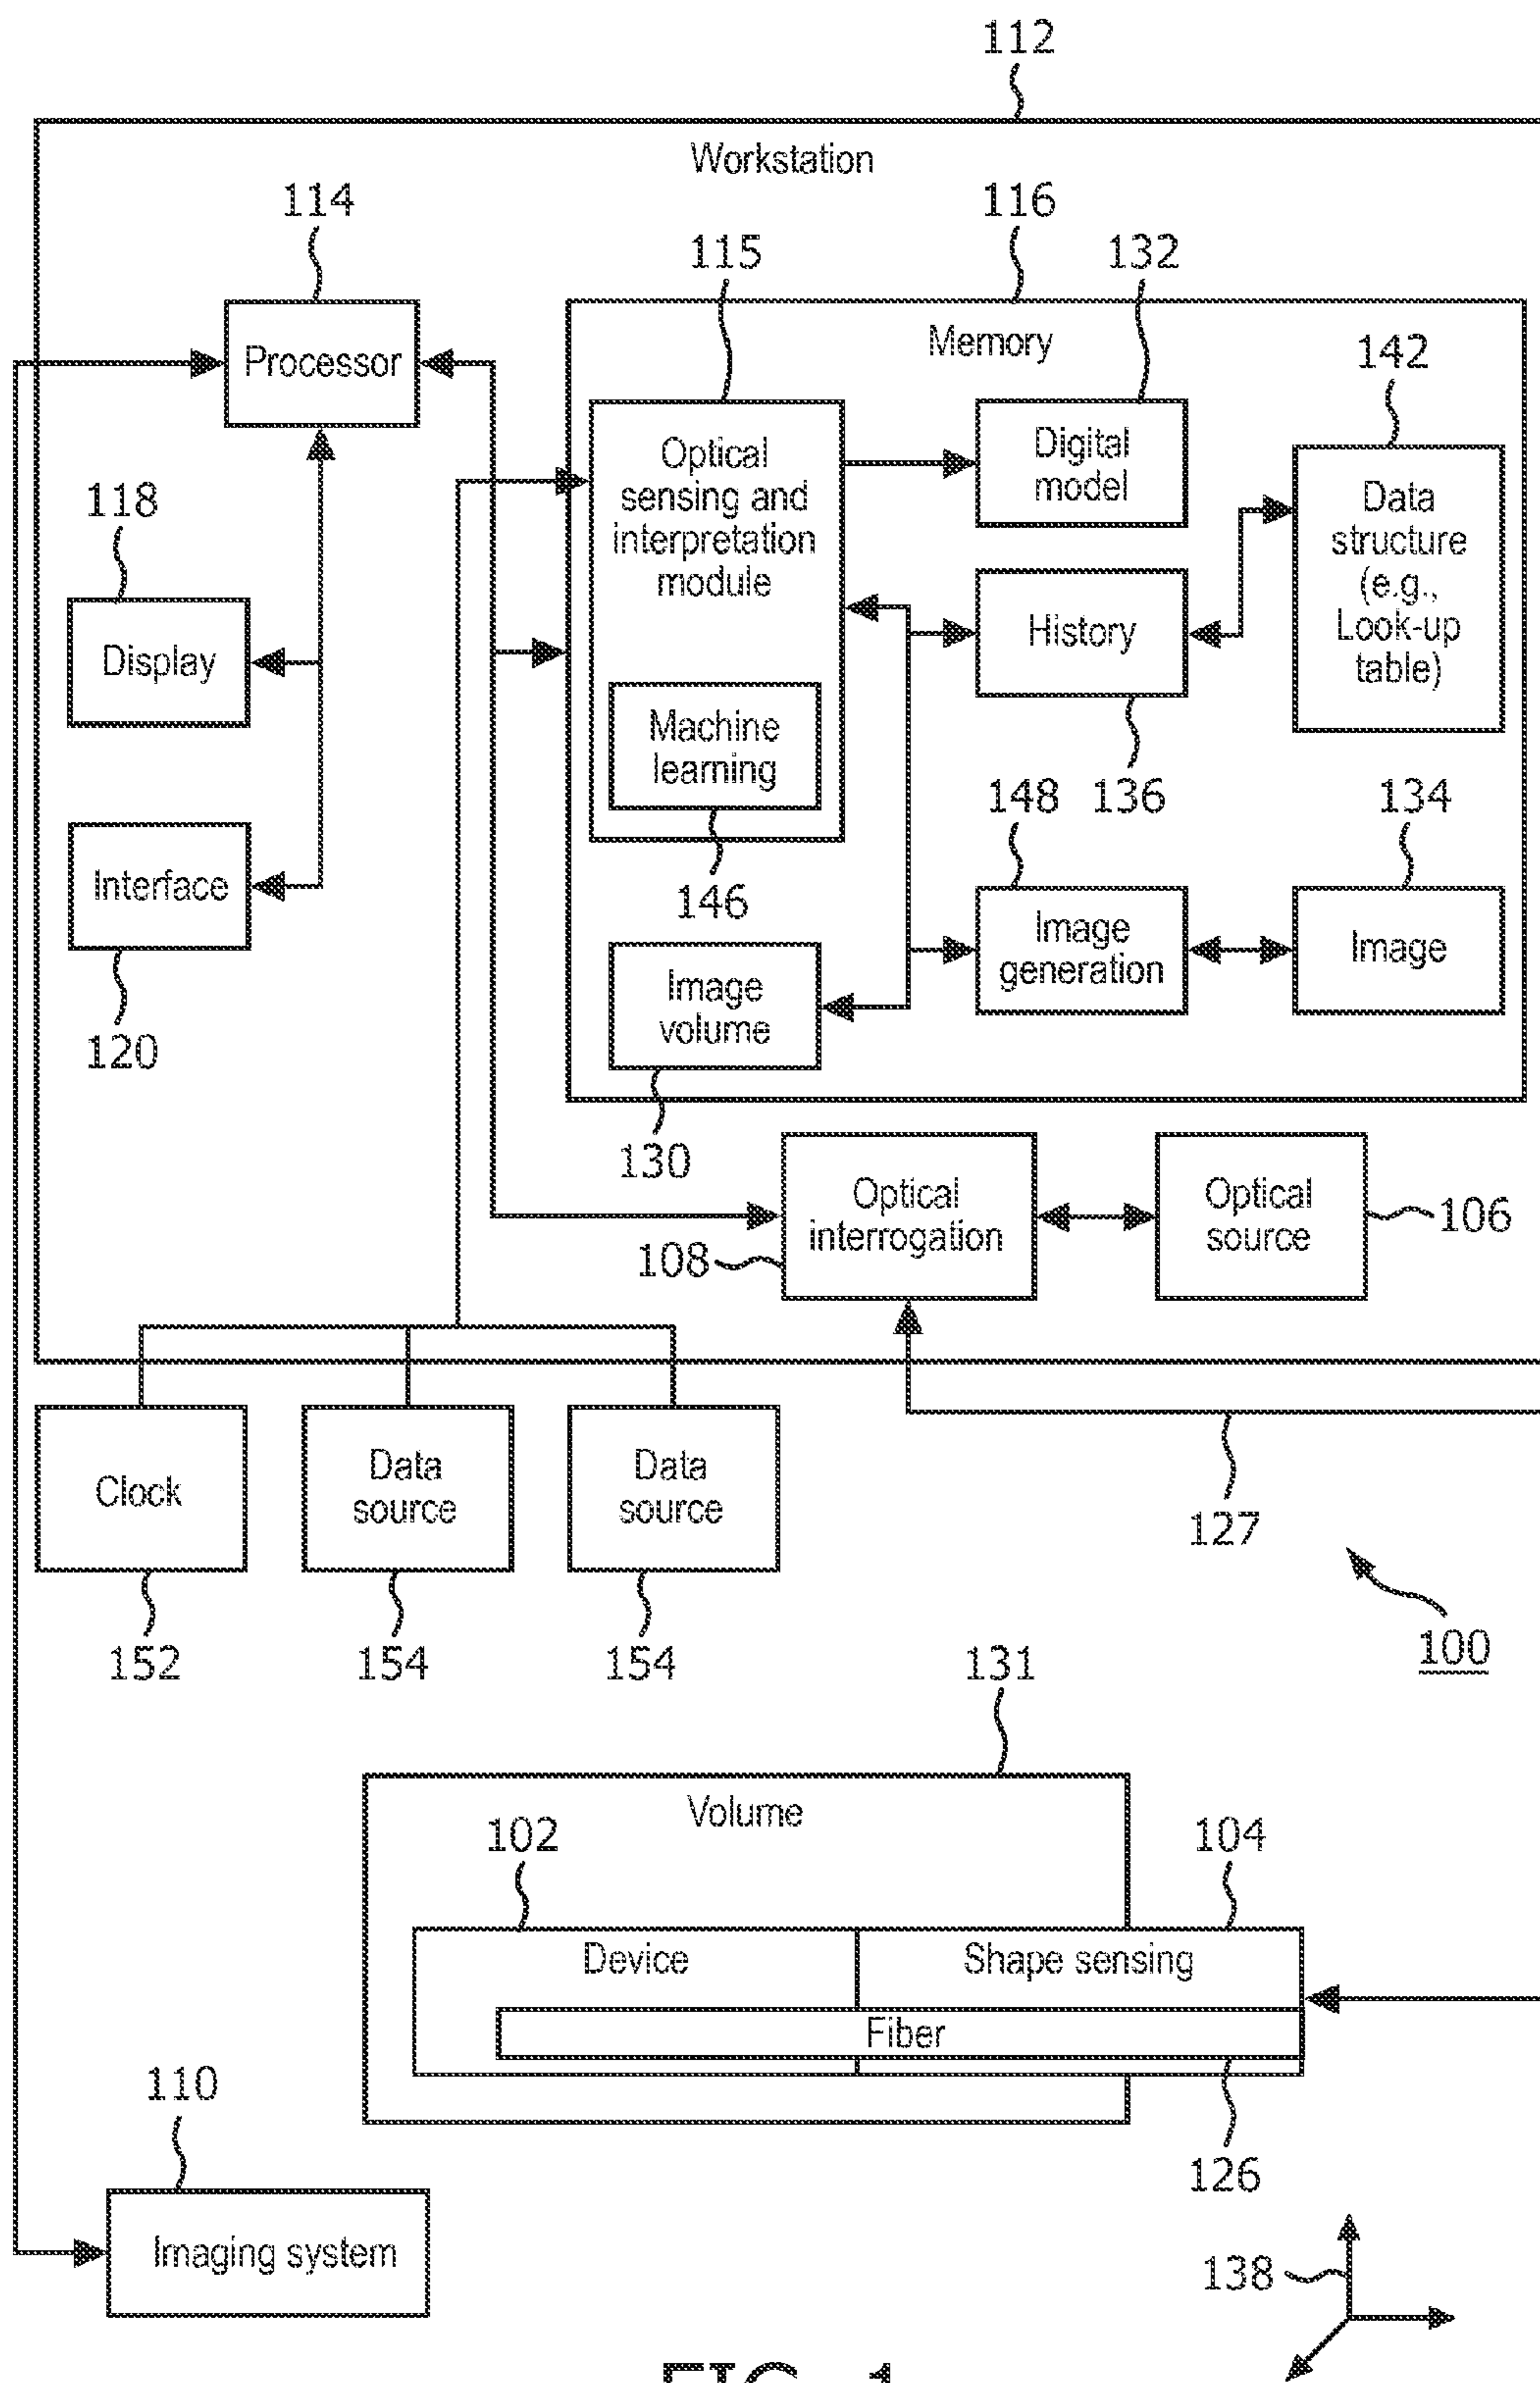 112
Workstation
114
116
115
132
Processor
Memory
142
Optical
sensing and
interpretation
module
Digital
model
Data
structure
(e.g.,
Look-up
table)
118
Display
History
Machine
learning
136
148
134
Interface
146
Image
generation
Image
Image
volume
120
130
Optical
interrogation
Optical
source
106
108
Clock
Data
source
Data
source
127
152
154
154
100
131
Volume
102
104
Device
Shape sensing
Fiber
110
126
Imaging system
138
FIG. 1